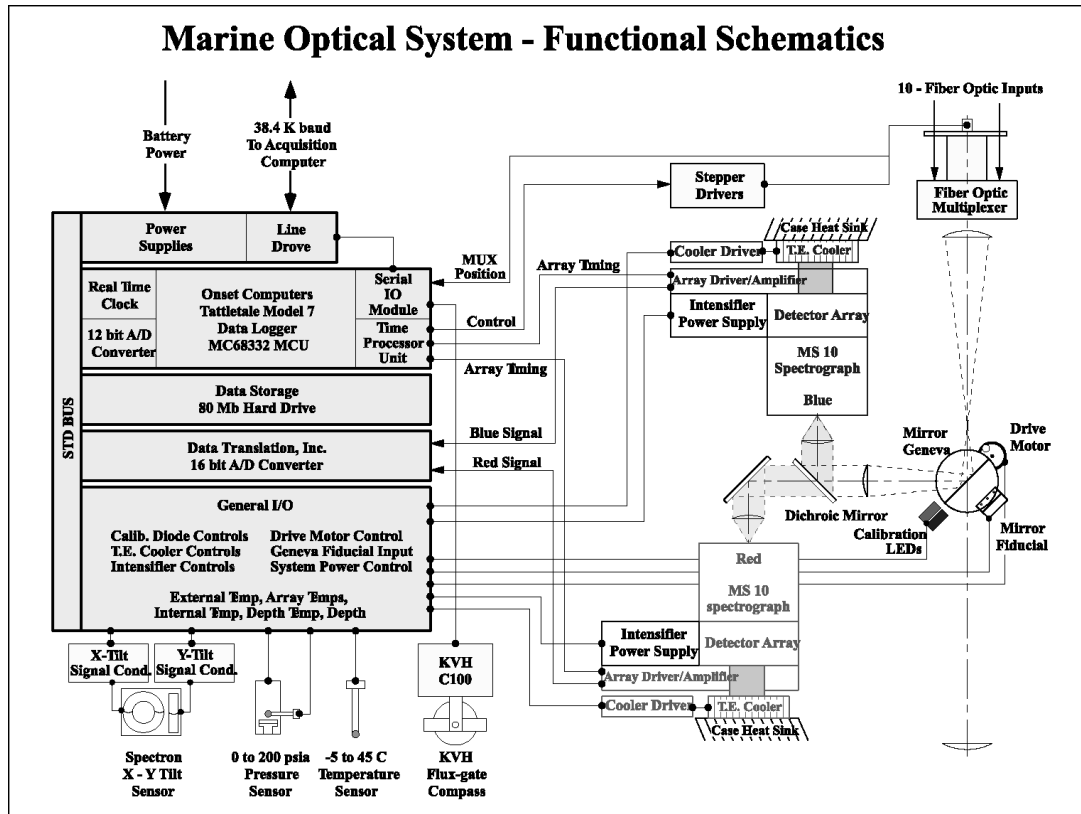 Marine Optical System - Functional Schematics
Battery
Power
38.4 K baud
To Acquisition
Computer
10 - Fiber Optic Inputs
Stepper
Drivers
Fiber Optic
Multiplexer
STD BUS
Power
Supplies
Line
Drove
MUX
Position
Array Timing
Cooler Driver
Case Heat Sink
T.E. Cooler
Real Time
Clock
12 bit A/D
Converter
Onset Computers
Tattletale Model 7
Data Logger
MC68332 MCU
Serial
IO
Module
Time
Processor
Unit
Control
Array Timing
Array Driver/Amplifier
Intensifier
Power Supply
Detector Array
MS 10
Spectrograph
Blue
Data Storage
80 Mb Hard Drive
Data Translation, Inc.
16 bit A/D Converter
Blue Signal
Red Signal
Mirror
Geneva
Drive
Motor
Dichroic Mirror
Calibration
LEDs
Mirror
Fiducial
General I/O
Calib. Diode Controls
T.E. Cooler Controls
Intensifier Controls
Drive Motor Control
Geneva Fiducial Input
System Power Control
External Temp, Array Temps,
Internal Temp, Depth Temp, Depth
Red
MS 10
spectrograph
Intensifier
Power Supply
Detector Array
Array Driver/Amplifier
Cooler Driver
T.E. Cooler
Case Heat Sink
X-Tilt
Signal Cond.
Y-Tilt
Signal Cond.
KVH
C100
Spectron
X - Y Tilt
Sensor
0 to 200 psia
Pressure
Sensor
-5 to 45 C
Temperature
Sensor
KVH
Flux-gate
Compass